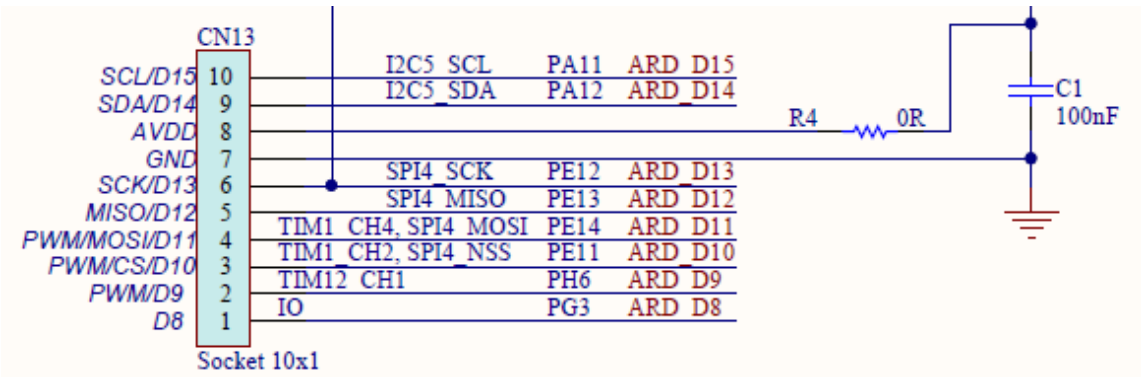 CN13
SCL/D15 10 I2C5_SCL PA11 ARD_D15
SDA/D14 9 I2C5_SDA PA12 ARD_D14
AVDD 8 R4 0R
C1
100nF
GND 7
SCK/D13 6 SPI4_SCK PE12 ARD_D13
MISO/D12 5 SPI4_MISO PE13 ARD_D12
PWM/MOSI/D11 4 TIM1_CH4, SPI4_MOSI PE14 ARD_D11
PWM/CS/D10 3 TIM1_CH2, SPI4_NSS PE11 ARD_D10
PWM/D9 2 TIM12_CH1 PH6 ARD_D9
D8 1 IO PG3 ARD_D8
Socket 10x1